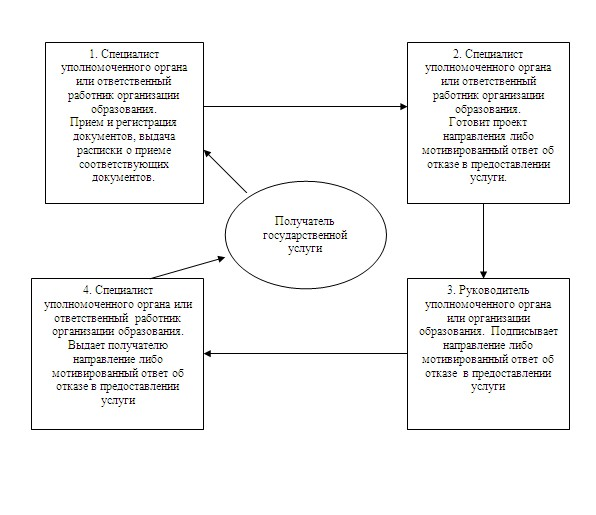 1. Специалист
уполномоченного органа
или ответственный
работник организации
образования.
Прием и регистрация
документов, выдача
расписки о приеме
соответствующих
документов.
2. Специалист
уполномоченного органа
или ответственный
работник организации
образования.
Готовит проект
направления либо
мотивированный ответ об
отказе в предоставлении
услуги.
Получатель
государственной
услуги
4. Специалист
уполномоченного органа или
ответственный работник
организации образования.
Выдает получателю
направление либо
мотивированный ответ об
отказе в предоставлении
услуги
3. Руководитель
уполномоченного органа
или организации
образования. Подписывает
направление либо
мотивированный ответ об
отказе в предоставлении
услуги